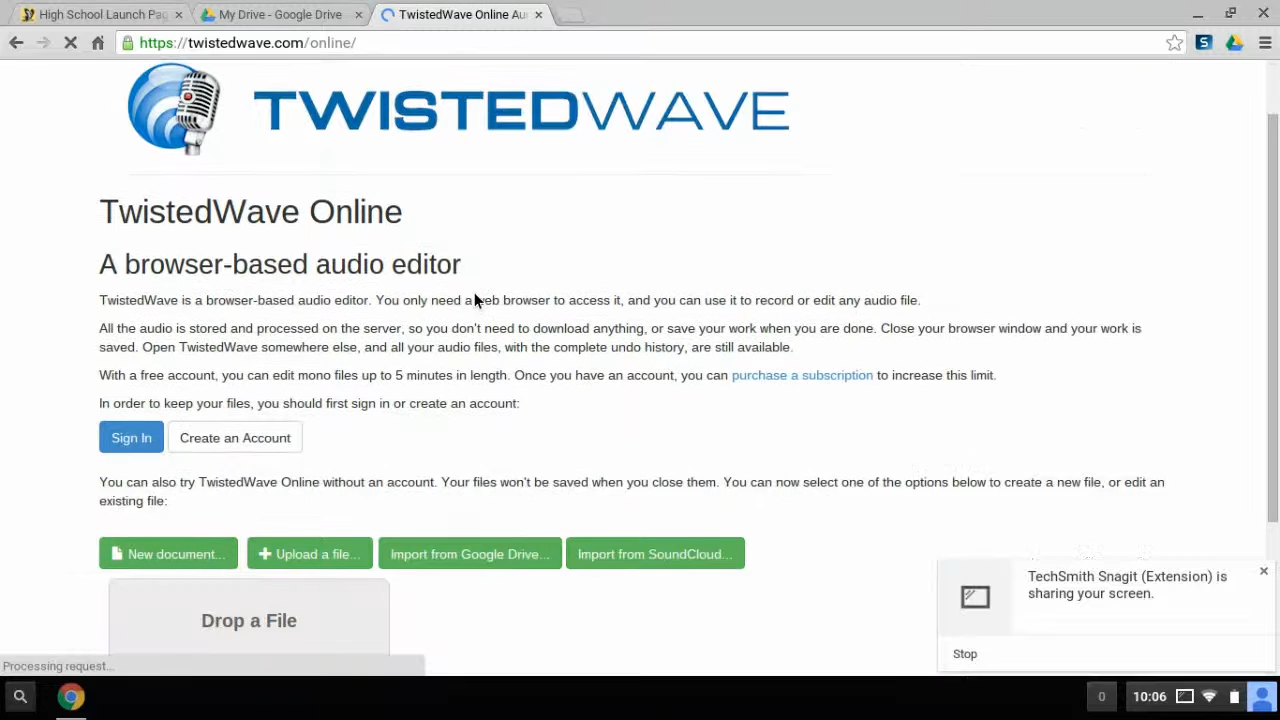 High School Launch Pag
My Drive - Google Drive
TwistedWave Online Au
https://twistedwave.com/online/
TWISTEDWAVE
TwistedWave Online
A browser-based audio editor
TwistedWave is a browser-based audio editor. You only need a web browser to access it, and you can use it to record or edit any audio file.
All the audio is stored and processed on the server, so you don't need to download anything, or save your work when you are done. Close your browser window and your work is
saved. Open TwistedWave somewhere else, and all your audio files, with the complete undo history, are still available.
With a free account, you can edit mono files up to 5 minutes in length. Once you have an account, you can purchase a subscription to increase this limit.
In order to keep your files, you should first sign in or create an account:
Sign In
Create an Account
You can also try TwistedWave Online without an account. Your files won't be saved when you close them. You can now select one of the options below to create a new file, or edit an
existing file:
New document...
Upload a file...
Import from Google Drive...
Import from SoundCloud...
TechSmith Snagit (Extension) is
sharing your screen.
Drop a File
Stop
Processing request...
0
10:06